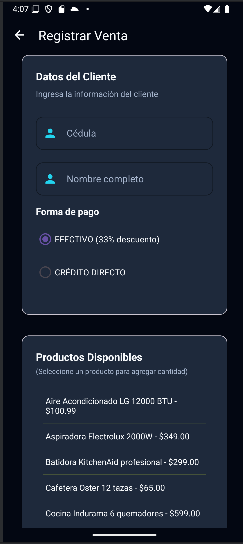 4:07
Registrar Venta
Datos del Cliente
Ingresa la información del cliente
Cédula
Nombre completo
Forma de pago
EFECTIVO (33% descuento)
CRÉDITO DIRECTO
Productos Disponibles
(Seleccione un producto para agregar cantidad)
Aire Acondicionado LG 12000 BTU -
$100.99
Aspiradora Electrolux 2000W - $349.00
Batidora KitchenAid profesional - $299.00
Cafetera Oster 12 tazas - $65.00
Cocina Indurama 6 quemadores - $599.00